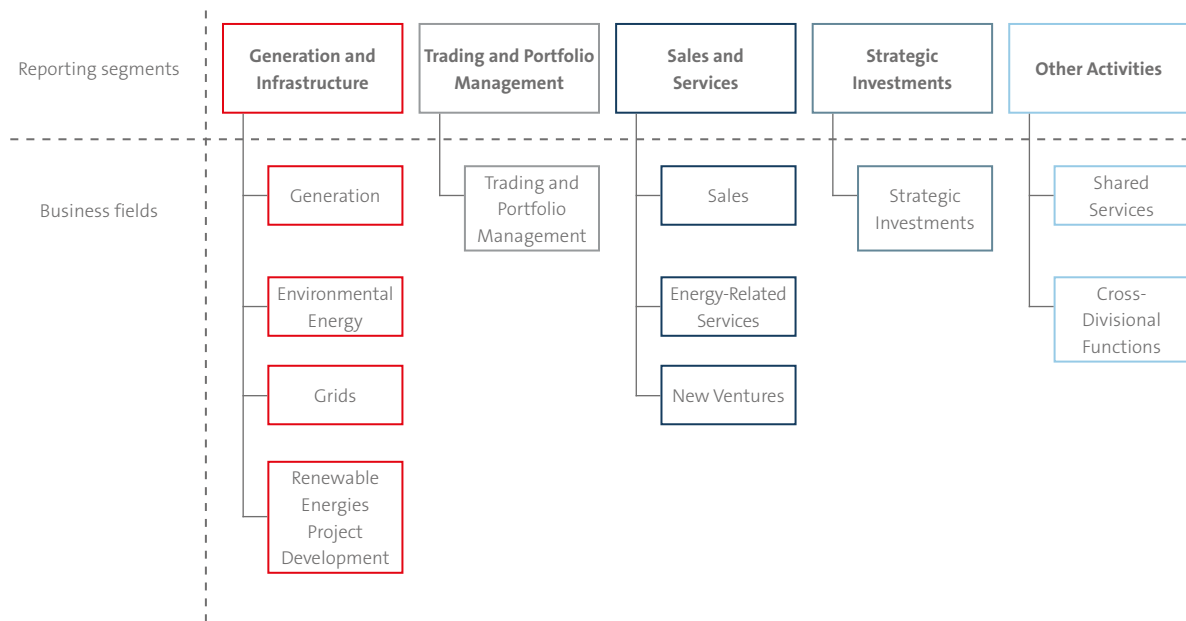 Reporting segments
Generation and
Infrastructure
Trading and Portfolio
Management
Sales and
Services
Strategic
Investments
Other Activities
Business fields
Generation
Environmental
Energy
Grids
Renewable
Energies
Project
Development
Trading and
Portfolio
Management
Sales
Energy-Related
Services
New Ventures
Strategic
Investments
Shared
Services
Cross-
Divisional
Functions